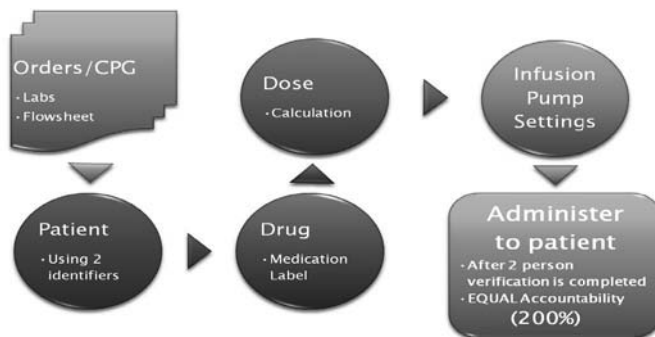 Orders/CPG
· Labs
· Flowsheet
Patient
· Using 2
identifiers
Drug
· Medication
Label
Dose
· Calculation
Infusion
Pump
Settings
Administer
to patient
· After 2 person
verification is completed
· EQUAL Accountability
(200%)